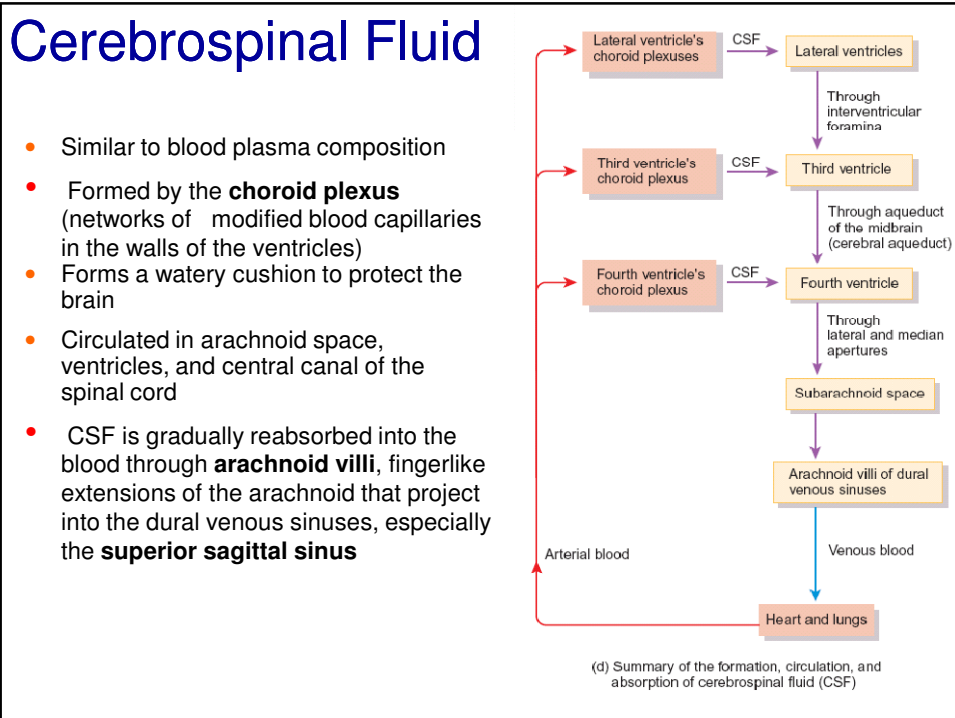 Cerebrospinal Fluid
• Similar to blood plasma composition
• Formed by the choroid plexus
(networks of modified blood capillaries
in the walls of the ventricles)
• Forms a watery cushion to protect the
brain
• Circulated in arachnoid space,
ventricles, and central canal of the
spinal cord
• CSF is gradually reabsorbed into the
blood through arachnoid villi, fingerlike
extensions of the arachnoid that project
into the dural venous sinuses, especially
the superior sagittal sinus
Lateral ventricle's
choroid plexuses
CSF
Lateral ventricles
Through
interventricular
foramina
Third ventricle's
choroid plexus
CSF
Third ventricle
Through aqueduct
of the midbrain
(cerebral aqueduct)
Fourth ventricle's
choroid plexus
CSF
Fourth ventricle
Through
lateral and median
apertures
Subarachnoid space
Arachnoid villi of dural
venous sinuses
Arterial blood
Venous blood
Heart and lungs
(d) Summary of the formation, circulation, and
absorption of cerebrospinal fluid (CSF)